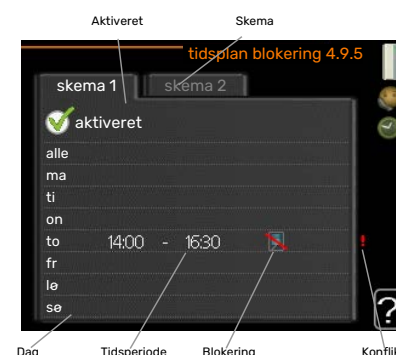 Aktiveret Skema
tidsplan blokering 4.9.5
skema 1 skema 2
aktiveret
alle
ma
ti
on
to 14:00 - 16:30 !
fr
lø
sø
?
Dag Tidsperiode Blokering Konflik